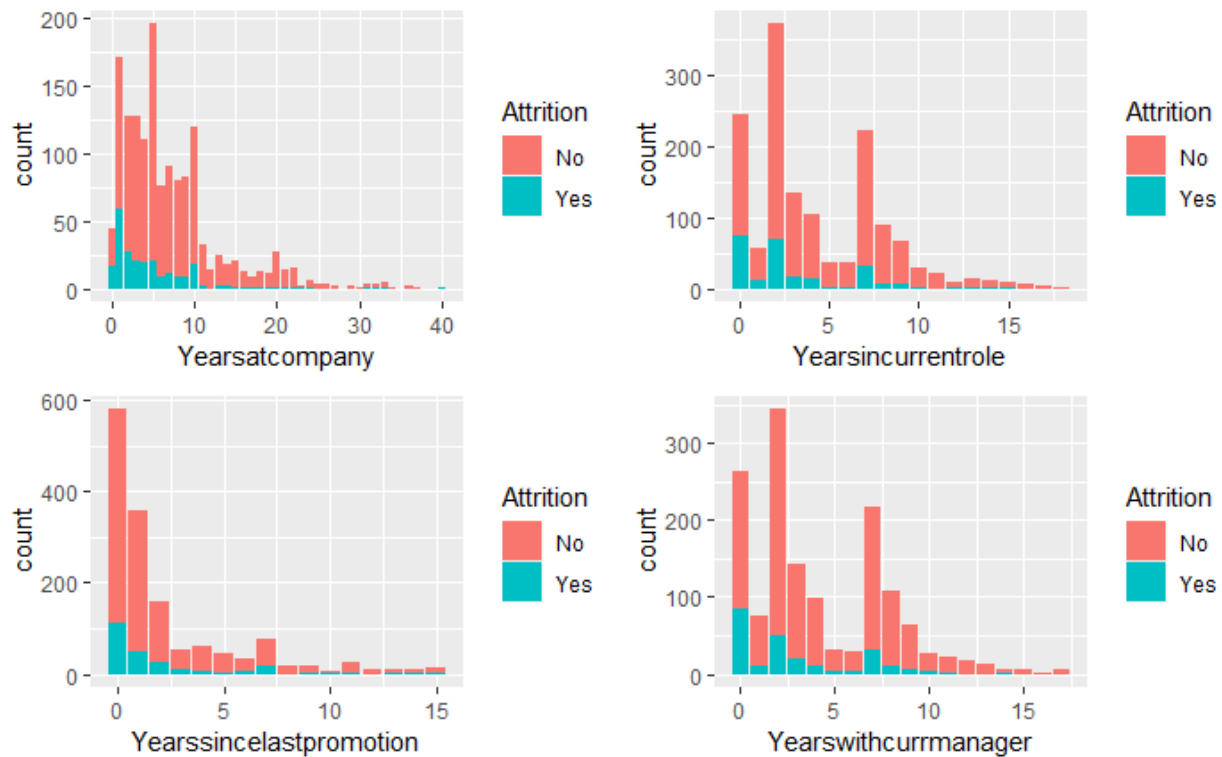 200
150
100
50
0
count
0 10 20 30 40
Yearsatcompany
Attrition
No
Yes
300
200
100
0
count
0 5 10 15
Yearsincurrentrole
Attrition
No
Yes
600
400
200
0
count
0 5 10 15
Yearssincelastpromotion
Attrition
No
Yes
300
200
100
0
count
0 5 10 15
Yearswithcurrmanager
Attrition
No
Yes